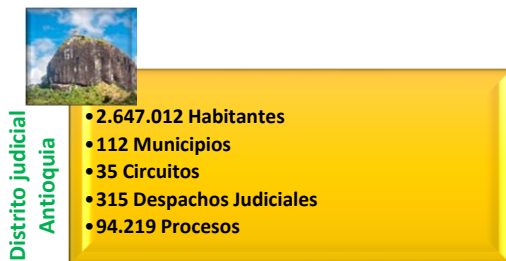 Distrito judicial
Antioquia
•2.647.012 Habitantes
•112 Municipios
•35 Circuitos
•315 Despachos Judiciales
•94.219 Procesos